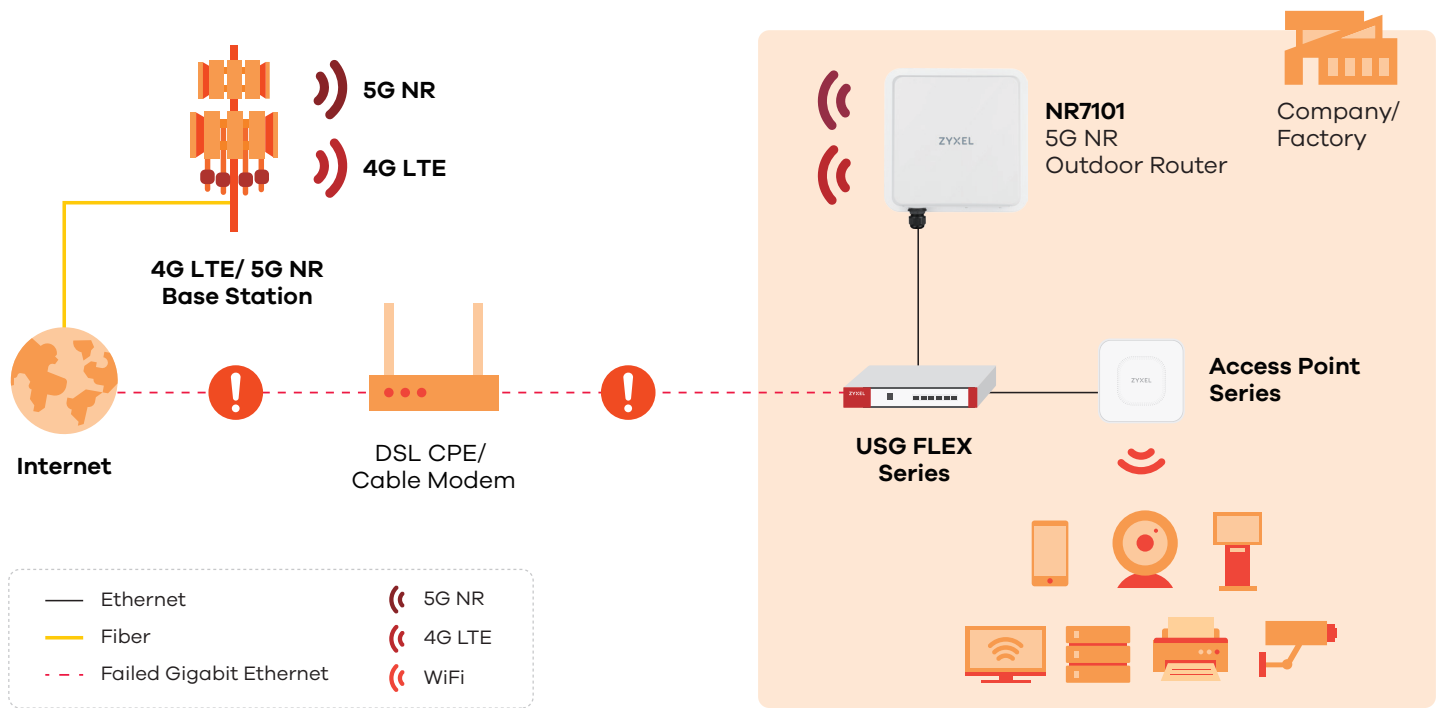 5G NR
4G LTE
4G LTE/ 5G NR
Base Station
Internet
DSL CPE/
Cable Modem
ZYXEL
NR7101
5G NR
Outdoor Router
Company/
Factory
ZYXEL
USG FLEX
Series
ZYXEL
Access Point
Series
Ethernet
Fiber
Failed Gigabit Ethernet
5G NR
4G LTE
WiFi